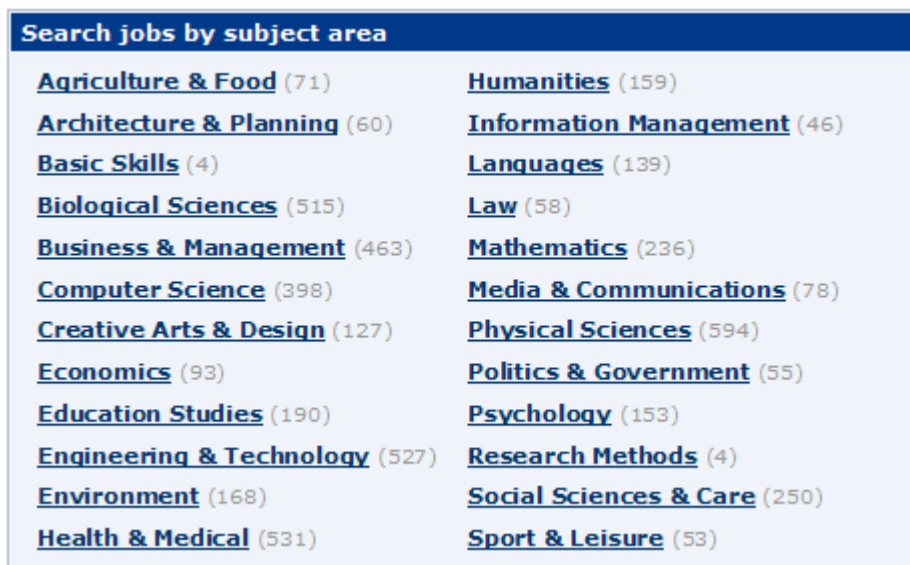 Search jobs by subject area
Agriculture & Food (71)
Architecture & Planning (60)
Basic Skills (4)
Biological Sciences (515)
Business & Management (463)
Computer Science (398)
Creative Arts & Design (127)
Economics (93)
Education Studies (190)
Engineering & Technology (527)
Environment (168)
Health & Medical (531)
Humanities (159)
Information Management (46)
Languages (139)
Law (58)
Mathematics (236)
Media & Communications (78)
Physical Sciences (594)
Politics & Government (55)
Psychology (153)
Research Methods (4)
Social Sciences & Care (250)
Sport & Leisure (53)